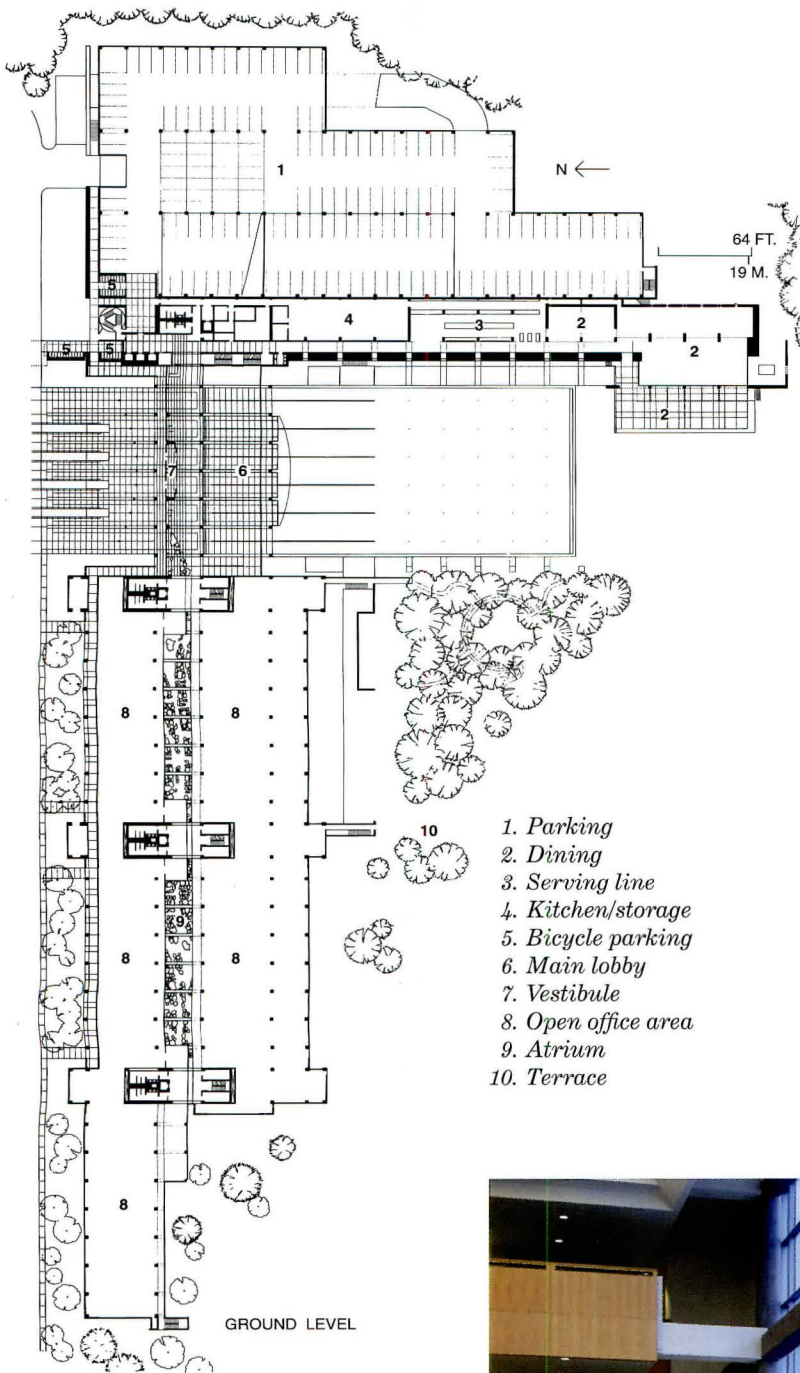 1
N
64 FT.
19 M.
5
4
3
2
2
5
5
2
7
6
8
8
10
9
8
8
8
1. Parking
2. Dining
3. Serving line
4. Kitchen/storage
5. Bicycle parking
6. Main lobby
7. Vestibule
8. Open office area
9. Atrium
10. Terrace
GROUND LEVEL